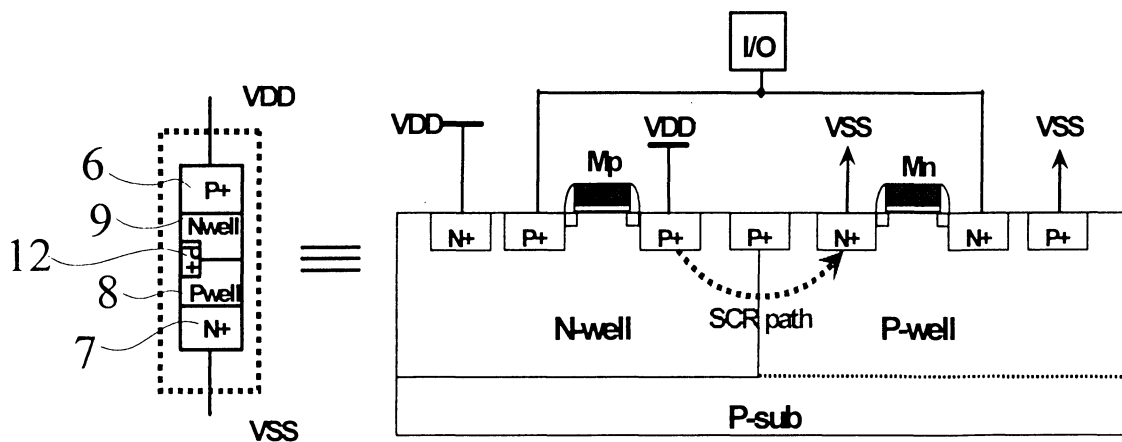 VDD
6
P+
9
Nwell
12
P+
8
Pwell
7
N+
VSS
I/O
VDD
Mp
VDD
VSS
Mn
VSS
N+
P+
P+
P+
N+
N+
P+
SCR path
N-well
P-well
P-sub